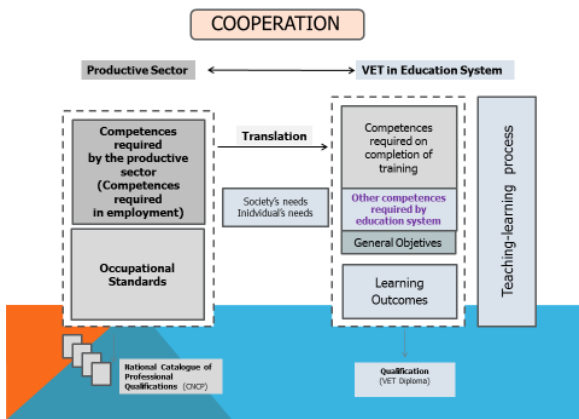 COOPERATION
Productive Sector
VET in Education System
Competences
required
by the productive
sector
(Competences
required
in employment)
Occupational
Standards
Translation
Society's needs
Inidvidual's needs
Competences
required on
completion of
training
Other competences
required by
education system
General Objetives
Learning
Outcomes
Teaching-learning process
National Catalogue of
Professional
Qualifications (CNCP)
Qualification
(VET Diploma)